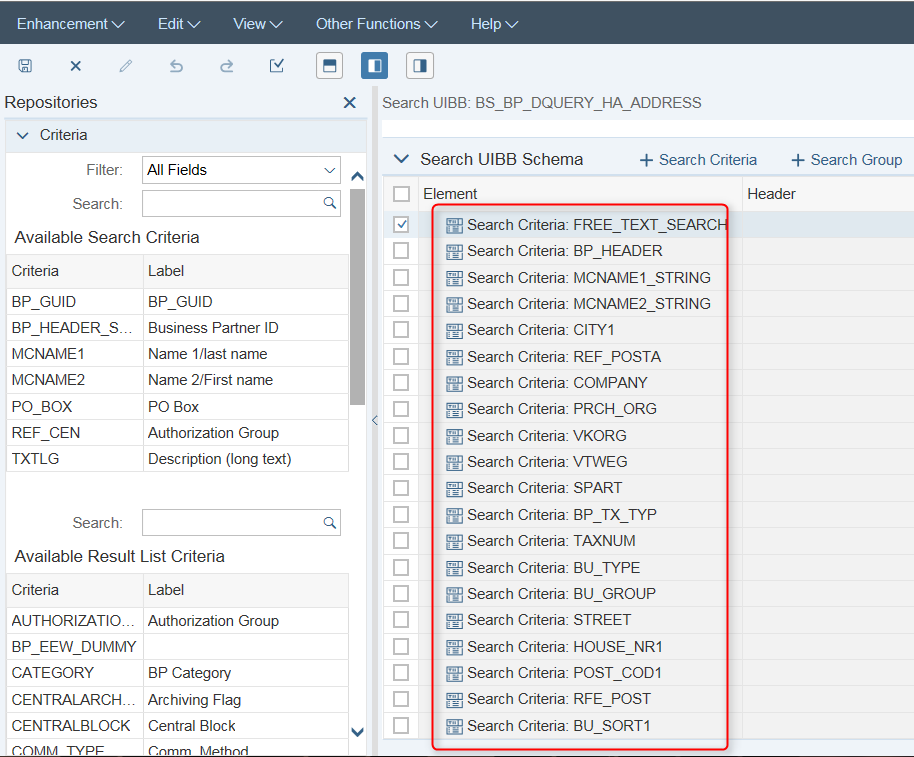 Enhancement Edit View Other Functions Help
Repositories
Criteria
Filter: All Fields
Search:
Available Search Criteria
Criteria Label
BP_GUID BP_GUID
BP_HEADER_S... Business Partner ID
MCNAME1 Name 1/last name
MCNAME2 Name 2/First name
PO_BOX PO Box
REF_CEN Authorization Group
TXTLG Description (long text)
Search:
Available Result List Criteria
Criteria Label
AUTHORIZATIO... Authorization Group
BP_EEW_DUMMY
CATEGORY BP Category
CENTRALARCH... Archiving Flag
CENTRALBLOCK Central Block
COMM_TYPE Comm. Method
Search UIBB: BS_BP_DQUERY_HA_ADDRESS
Search UIBB Schema + Search Criteria + Search Group
Element Header
Search Criteria: FREE_TEXT_SEARCH
Search Criteria: BP_HEADER
Search Criteria: MCNAME1_STRING
Search Criteria: MCNAME2_STRING
Search Criteria: CITY1
Search Criteria: REF_POSTA
Search Criteria: COMPANY
Search Criteria: PRCH_ORG
Search Criteria: VKORG
Search Criteria: VTWEG
Search Criteria: SPART
Search Criteria: BP_TX_TYP
Search Criteria: TAXNUM
Search Criteria: BU_TYPE
Search Criteria: BU_GROUP
Search Criteria: STREET
Search Criteria: HOUSE_NR1
Search Criteria: POST_COD1
Search Criteria: RFE_POST
Search Criteria: BU_SORT1